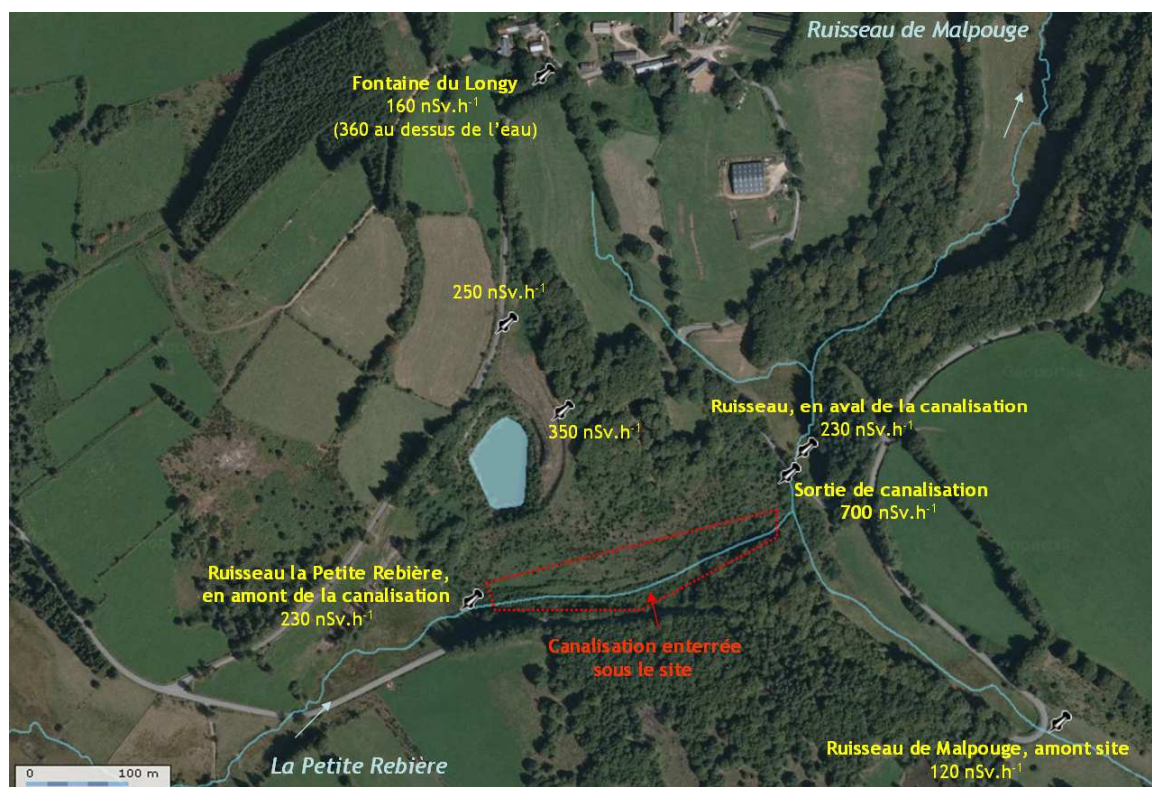 Ruisseau de Malpouge
Fontaine du Longy
160 nSv.h-1
(360 au dessus de l'eau)
250 nSv.h-1
350 nSv.h-1
Ruisseau, en aval de la canalisation
230 nSv.h-1
Sortie de canalisation
700 nSv.h-1
Ruisseau la Petite Rebière,
en amont de la canalisation
230 nSv.h-1
Canalisation enterrée
sous le site
Ruisseau de Malpouge, amont site
120 nSv.h-1
La Petite Rebière
0 100 m